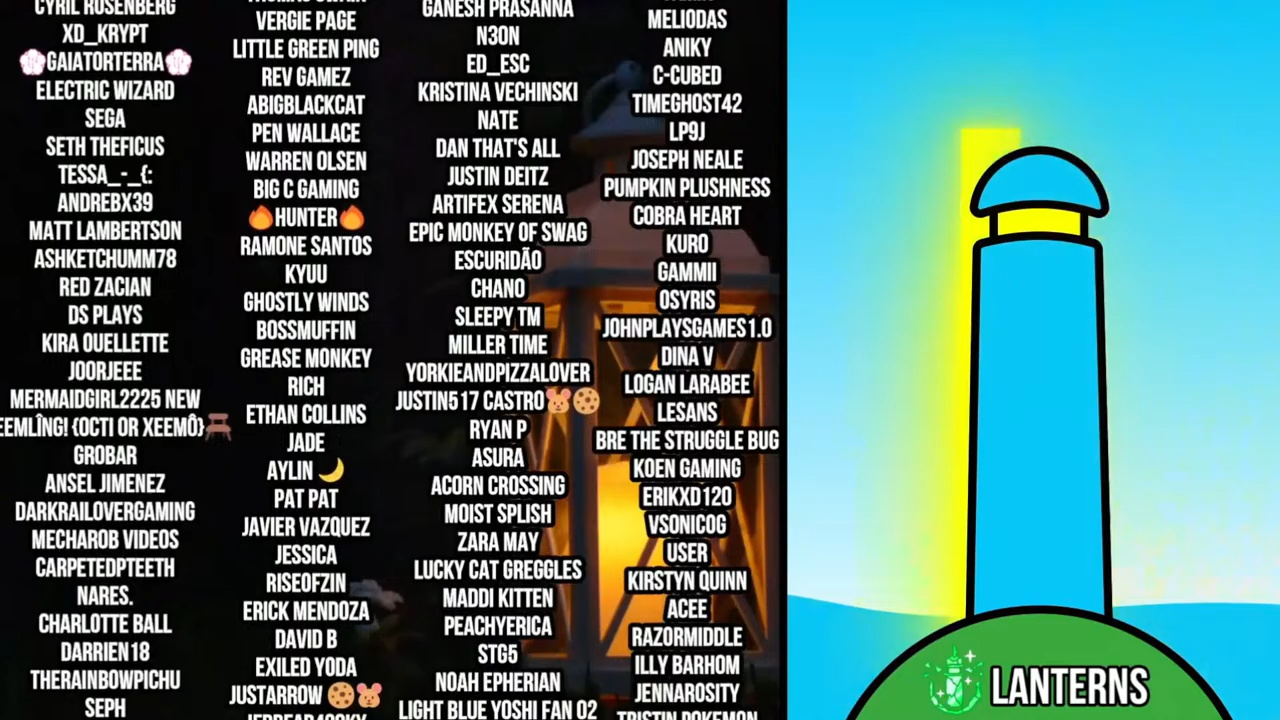 CYRIL ROSENBERG
XD_KRYPT
🌸GAIATORTERRA🌸
ELECTRIC WIZARD
SEGA
SETH THEFICUS
TESSA_-_{:
ANDREBX39
MATT LAMBERTSON
ASHKETCHUMM78
RED ZACIAN
DS PLAYS
KIRA OUELLETTE
JOORJEEE
MERMAIDGIRL2225 NEW
EEMLÎNG! {OCTI OR XEEMÔ}🪑
GROBAR
ANSEL JIMENEZ
DARKRAILOVERGAMING
MECHAROB VIDEOS
CARPETEDPTEETH
NARES.
CHARLOTTE BALL
DARRIEN18
THERAINBOWPICHU
SEPH
VERGIE PAGE
LITTLE GREEN PING
REV GAMEZ
ABIGBLACKCAT
PEN WALLACE
WARREN OLSEN
BIG C GAMING
🔥HUNTER🔥
RAMONE SANTOS
KYUU
GHOSTLY WINDS
BOSSMUFFIN
GREASE MONKEY
RICH
ETHAN COLLINS
JADE
AYLIN 🌙
PAT PAT
JAVIER VAZQUEZ
JESSICA
RISEOFZIN
ERICK MENDOZA
DAVID B
EXILED YODA
JUSTARROW 🍪🐹
GANESH PRASANNA
N3ON
ED_ESC
KRISTINA VECHINSKI
NATE
DAN THAT'S ALL
JUSTIN DEITZ
ARTIFEX SERENA
EPIC MONKEY OF SWAG
ESCURIDÃO
CHANO
SLEEPY TM
MILLER TIME
YORKIEANDPIZZALOVER
JUSTIN517 CASTRO🐹🍪
RYAN P
ASURA
ACORN CROSSING
MOIST SPLISH
ZARA MAY
LUCKY CAT GREGGLES
MADDI KITTEN
PEACHYERICA
STG5
NOAH EPHERIAN
LIGHT BLUE YOSHI FAN 02
MELIODAS
ANIKY
C-CUBED
TIMEGHOST42
LP9J
JOSEPH NEALE
PUMPKIN PLUSHNESS
COBRA HEART
KURO
GAMMII
OSYRIS
JOHNPLAYSGAMES1.0
DINA V
LOGAN LARABEE
LESANS
BRE THE STRUGGLE BUG
KOEN GAMING
ERIKXD120
VSONICOG
USER
KIRSTYN QUINN
ACEE
RAZORMIDDLE
ILLY BARHOM
JENNAROSITY
TRISTIN POKEMON
LANTERNS